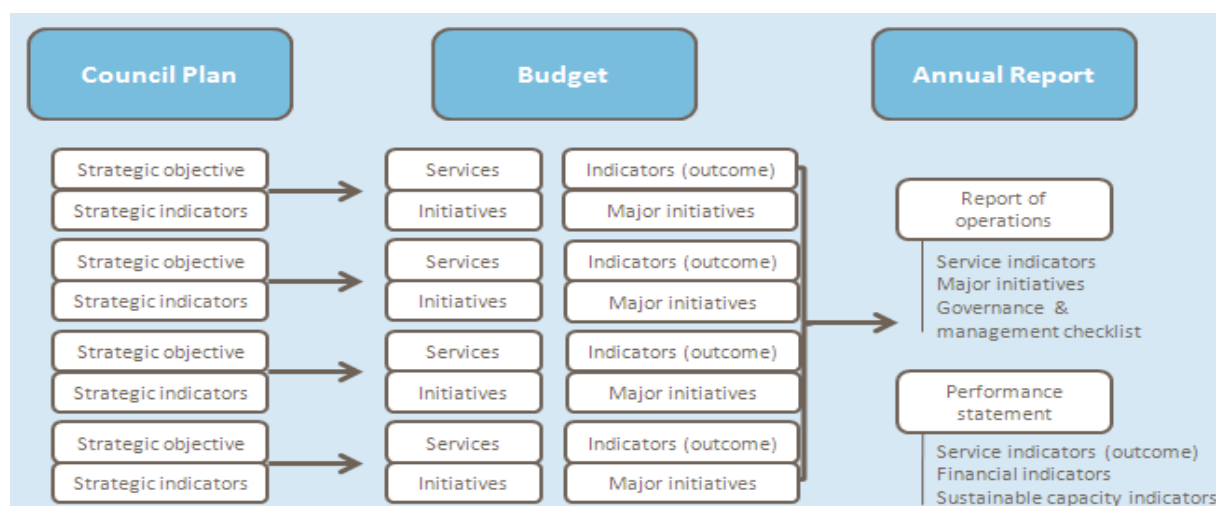 Council Plan
Budget
Annual Report
Strategic objective
Strategic indicators
Strategic objective
Strategic indicators
Strategic objective
Strategic indicators
Strategic objective
Strategic indicators
Services
Initiatives
Services
Initiatives
Services
Initiatives
Services
Initiatives
Indicators (outcome)
Major initiatives
Indicators (outcome)
Major initiatives
Indicators (outcome)
Major initiatives
Indicators (outcome)
Major initiatives
Report of
operations
Service indicators
Major initiatives
Governance &
management checklist
Performance
statement
Service indicators (outcome)
Financial indicators
Sustainable capacity indicators